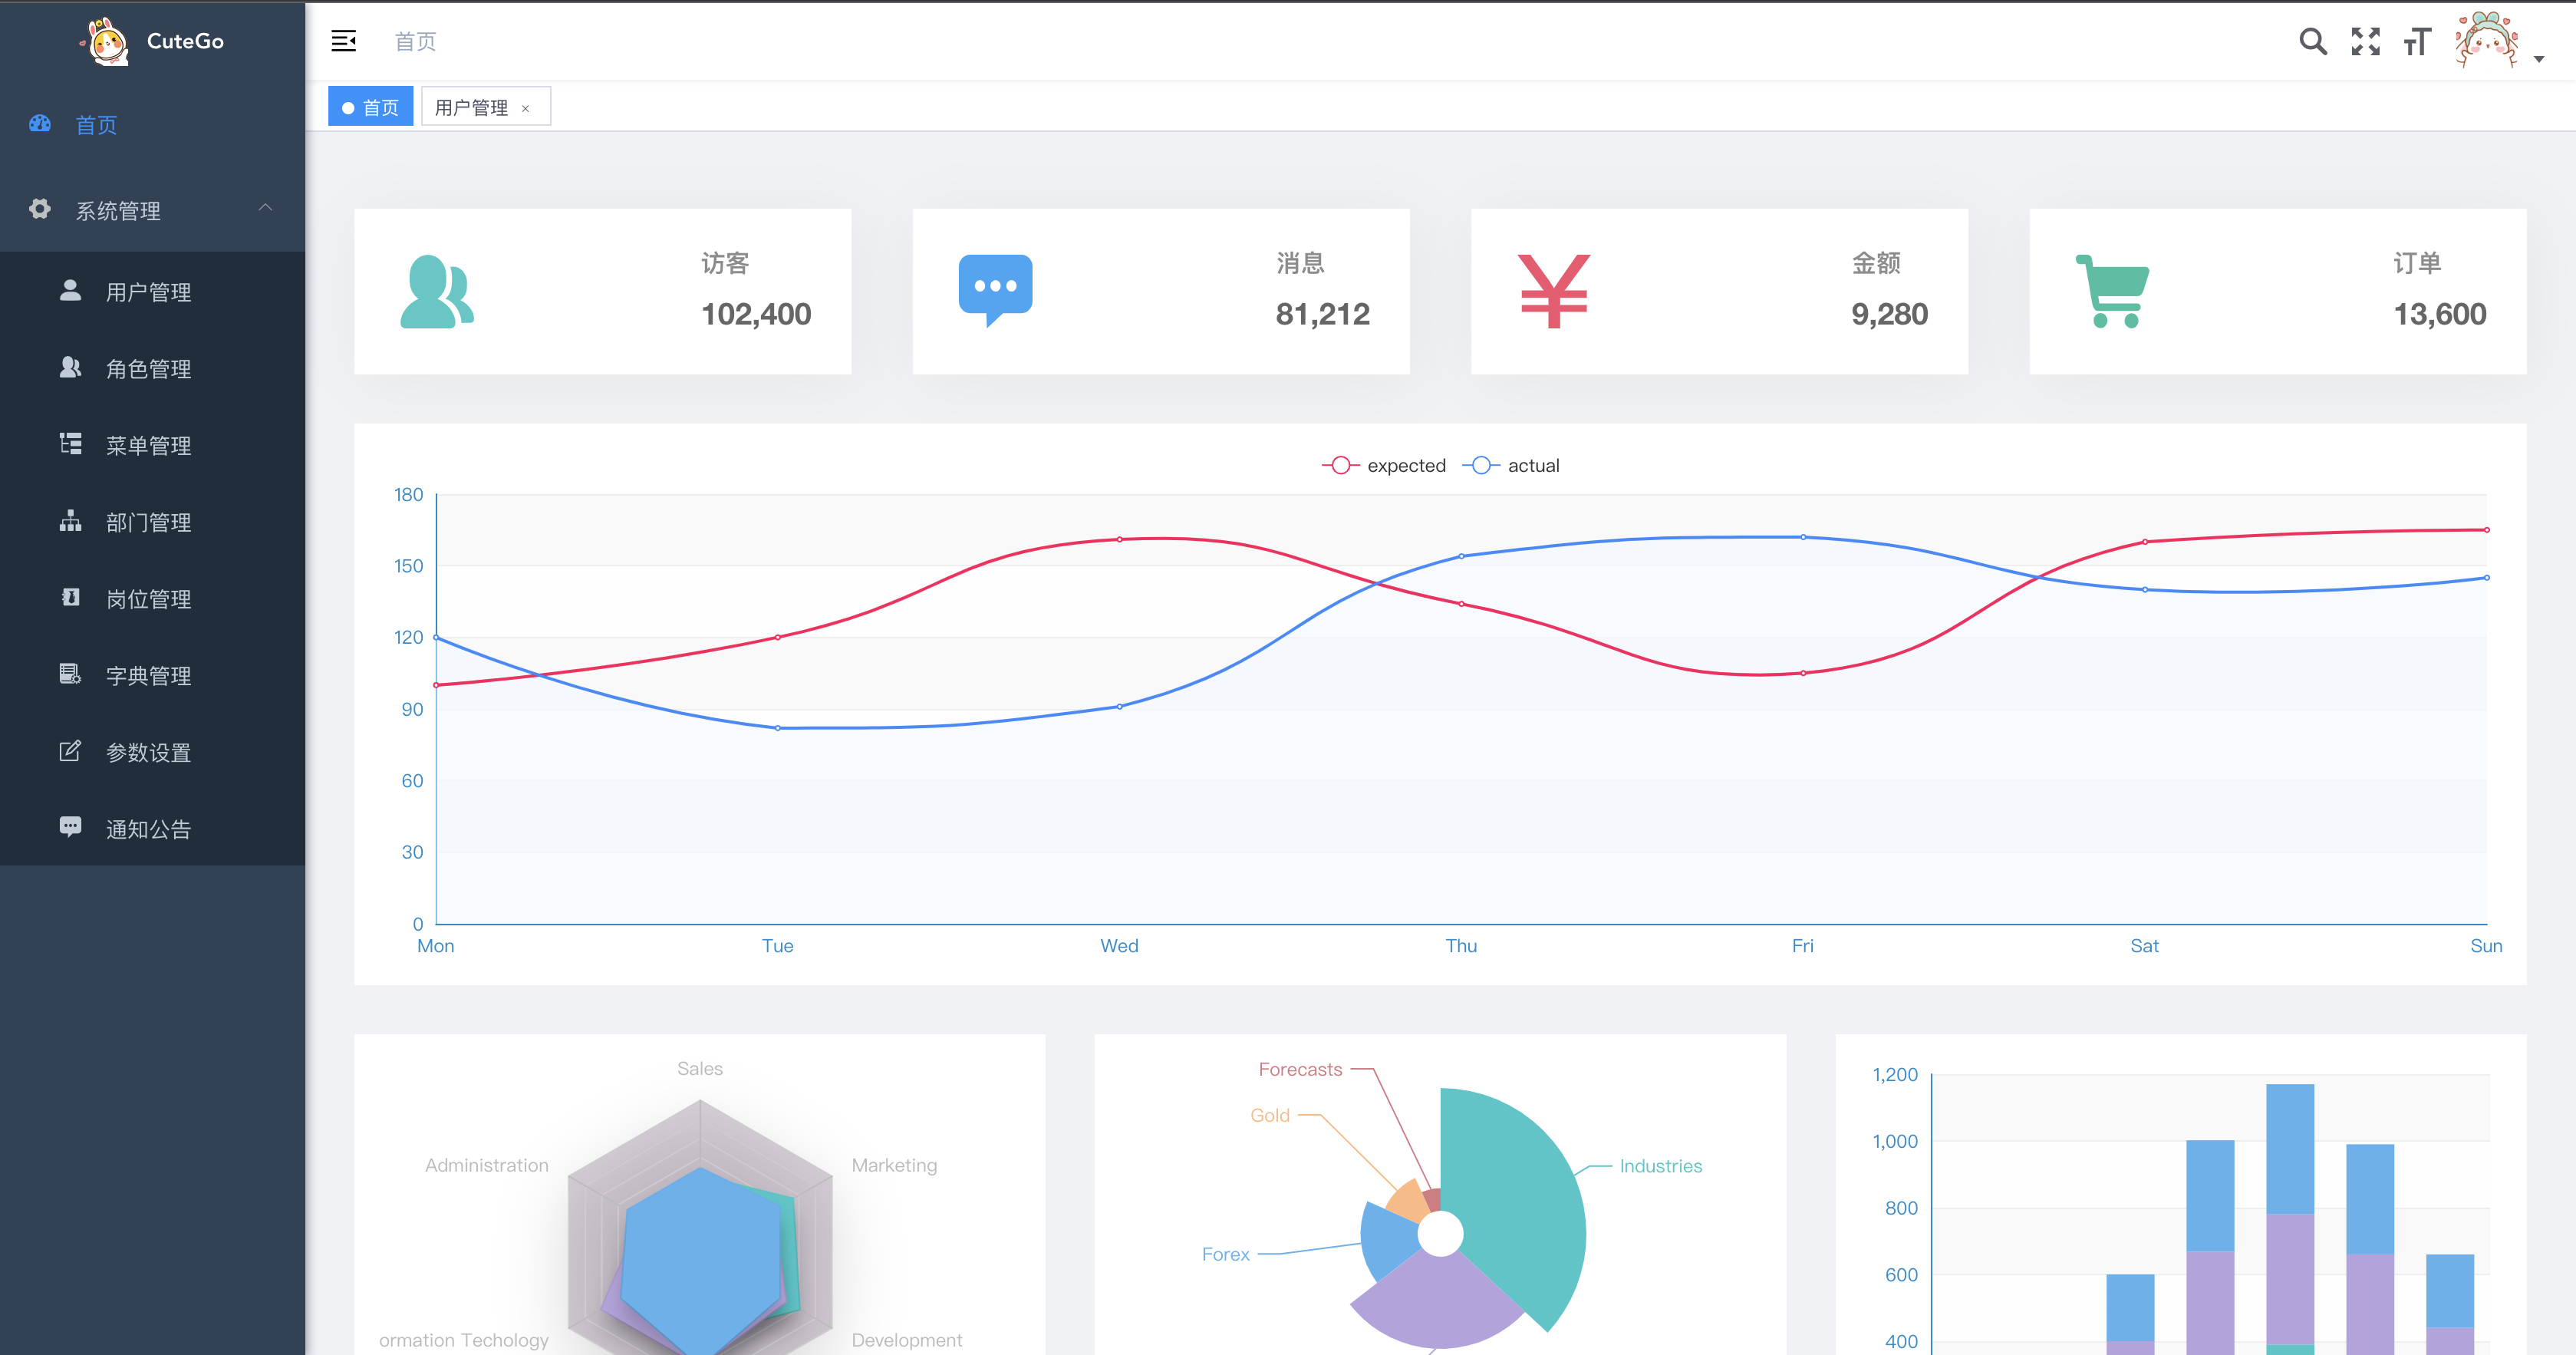 CuteGo
首页
系统管理
用户管理
角色管理
菜单管理
部门管理
岗位管理
字典管理
参数设置
通知公告
首页
首页
用户管理 ×
访客
102,400
消息
81,212
金额
9,280
订单
13,600
expected actual
180
150
120
90
60
30
0
Mon Tue Wed Thu Fri Sat Sun
Sales
Administration
Marketing
ormation Techology
Development
Forecasts
Gold
Industries
Forex
1,200
1,000
800
600
400